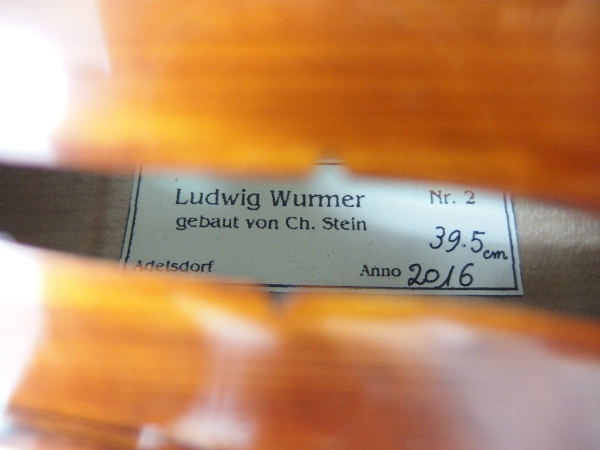 Ludwig Wurmer Nr. 2
gebaut von Ch. Stein
39.5cm
Adelsdorf Anno 2016